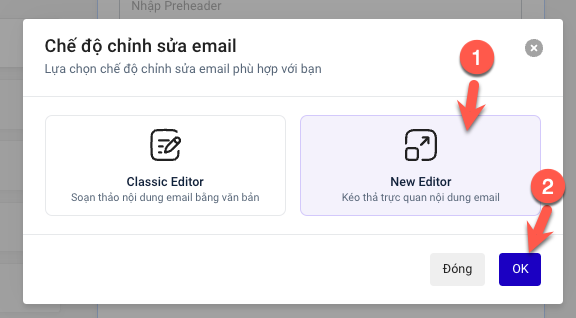 Nhập Preheader
Chế độ chỉnh sửa email
Lựa chọn chế độ chỉnh sửa email phù hợp với bạn
1
Classic Editor
Soạn thảo nội dung email bằng văn bản
New Editor
Kéo thả trực quan nội dung email
2
Đóng
OK